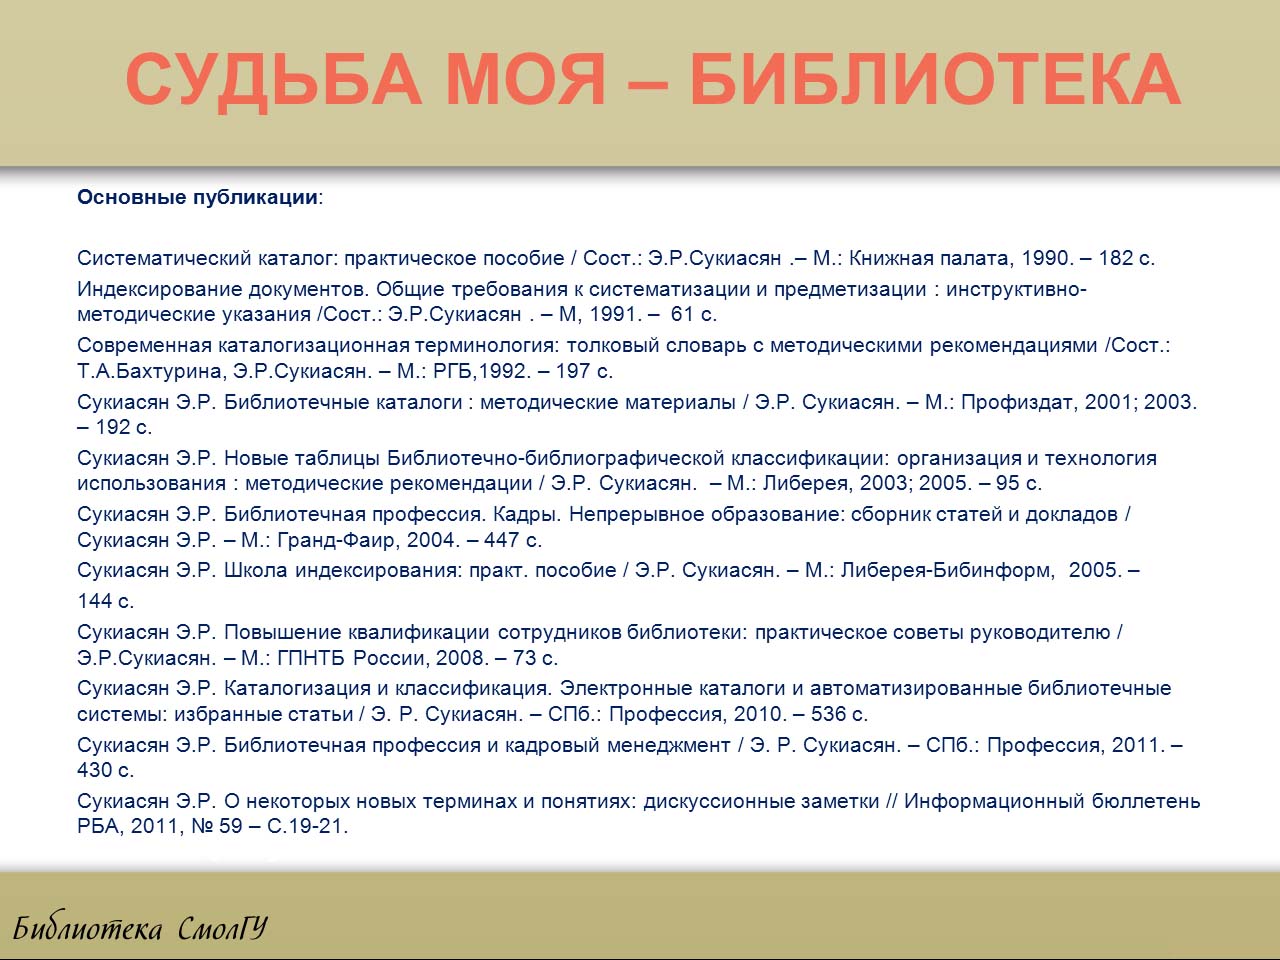 СУДЬБА МОЯ – БИБЛИОТЕКА
Основные публикации:
Систематический каталог: практическое пособие / Сост.: Э.Р.Сукиасян .– М.: Книжная палата, 1990. – 182 с.
Индексирование документов. Общие требования к систематизации и предметизации : инструктивно-
методические указания /Сост.: Э.Р.Сукиасян . – М, 1991. – 61 с.
Современная каталогизационная терминология: толковый словарь с методическими рекомендациями /Сост.:
Т.А.Бахтурина, Э.Р.Сукиасян. – М.: РГБ,1992. – 197 с.
Сукиасян Э.Р. Библиотечные каталоги : методические материалы / Э.Р. Сукиасян. – М.: Профиздат, 2001; 2003.
– 192 с.
Сукиасян Э.Р. Новые таблицы Библиотечно-библиографической классификации: организация и технология
использования : методические рекомендации / Э.Р. Сукиасян. – М.: Либерея, 2003; 2005. – 95 с.
Сукиасян Э.Р. Библиотечная профессия. Кадры. Непрерывное образование: сборник статей и докладов /
Сукиасян Э.Р. – М.: Гранд-Фаир, 2004. – 447 с.
Сукиасян Э.Р. Школа индексирования: практ. пособие / Э.Р. Сукиасян. – М.: Либерея-Бибинформ, 2005. –
144 с.
Сукиасян Э.Р. Повышение квалификации сотрудников библиотеки: практическое советы руководителю /
Э.Р.Сукиасян. – М.: ГПНТБ России, 2008. – 73 с.
Сукиасян Э.Р. Каталогизация и классификация. Электронные каталоги и автоматизированные библиотечные
системы: избранные статьи / Э. Р. Сукиасян. – СПб.: Профессия, 2010. – 536 с.
Сукиасян Э.Р. Библиотечная профессия и кадровый менеджмент / Э. Р. Сукиасян. – СПб.: Профессия, 2011. –
430 с.
Сукиасян Э.Р. О некоторых новых терминах и понятиях: дискуссионные заметки // Информационный бюллетень
РБА, 2011, № 59 – С.19-21.
Библиотека СмолГУ